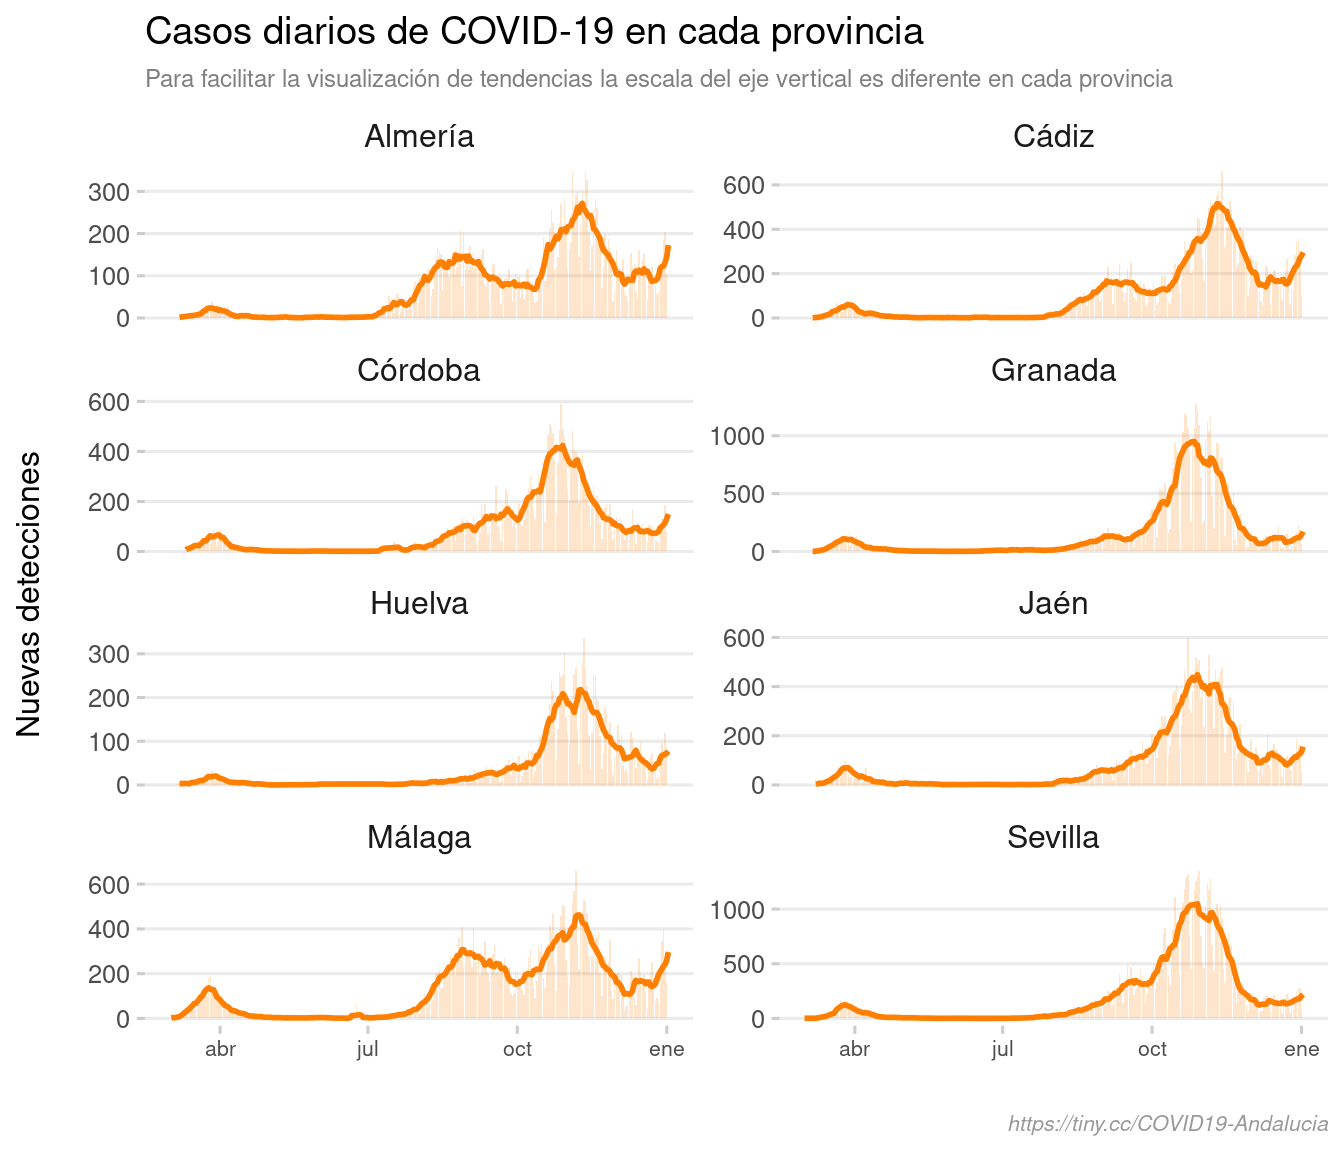 Casos diarios de COVID-19 en cada provincia
Para facilitar la visualización de tendencias la escala del eje vertical es diferente en cada provincia
Nuevas detecciones
Almería
300
200
100
0
Cádiz
600
400
200
0
Córdoba
600
400
200
0
Granada
1000
500
0
Huelva
300
200
100
0
Jaén
600
400
200
0
Málaga
600
400
200
0
Sevilla
1000
500
0
abr jul oct ene
abr jul oct ene
https://tiny.cc/COVID19-Andalucia